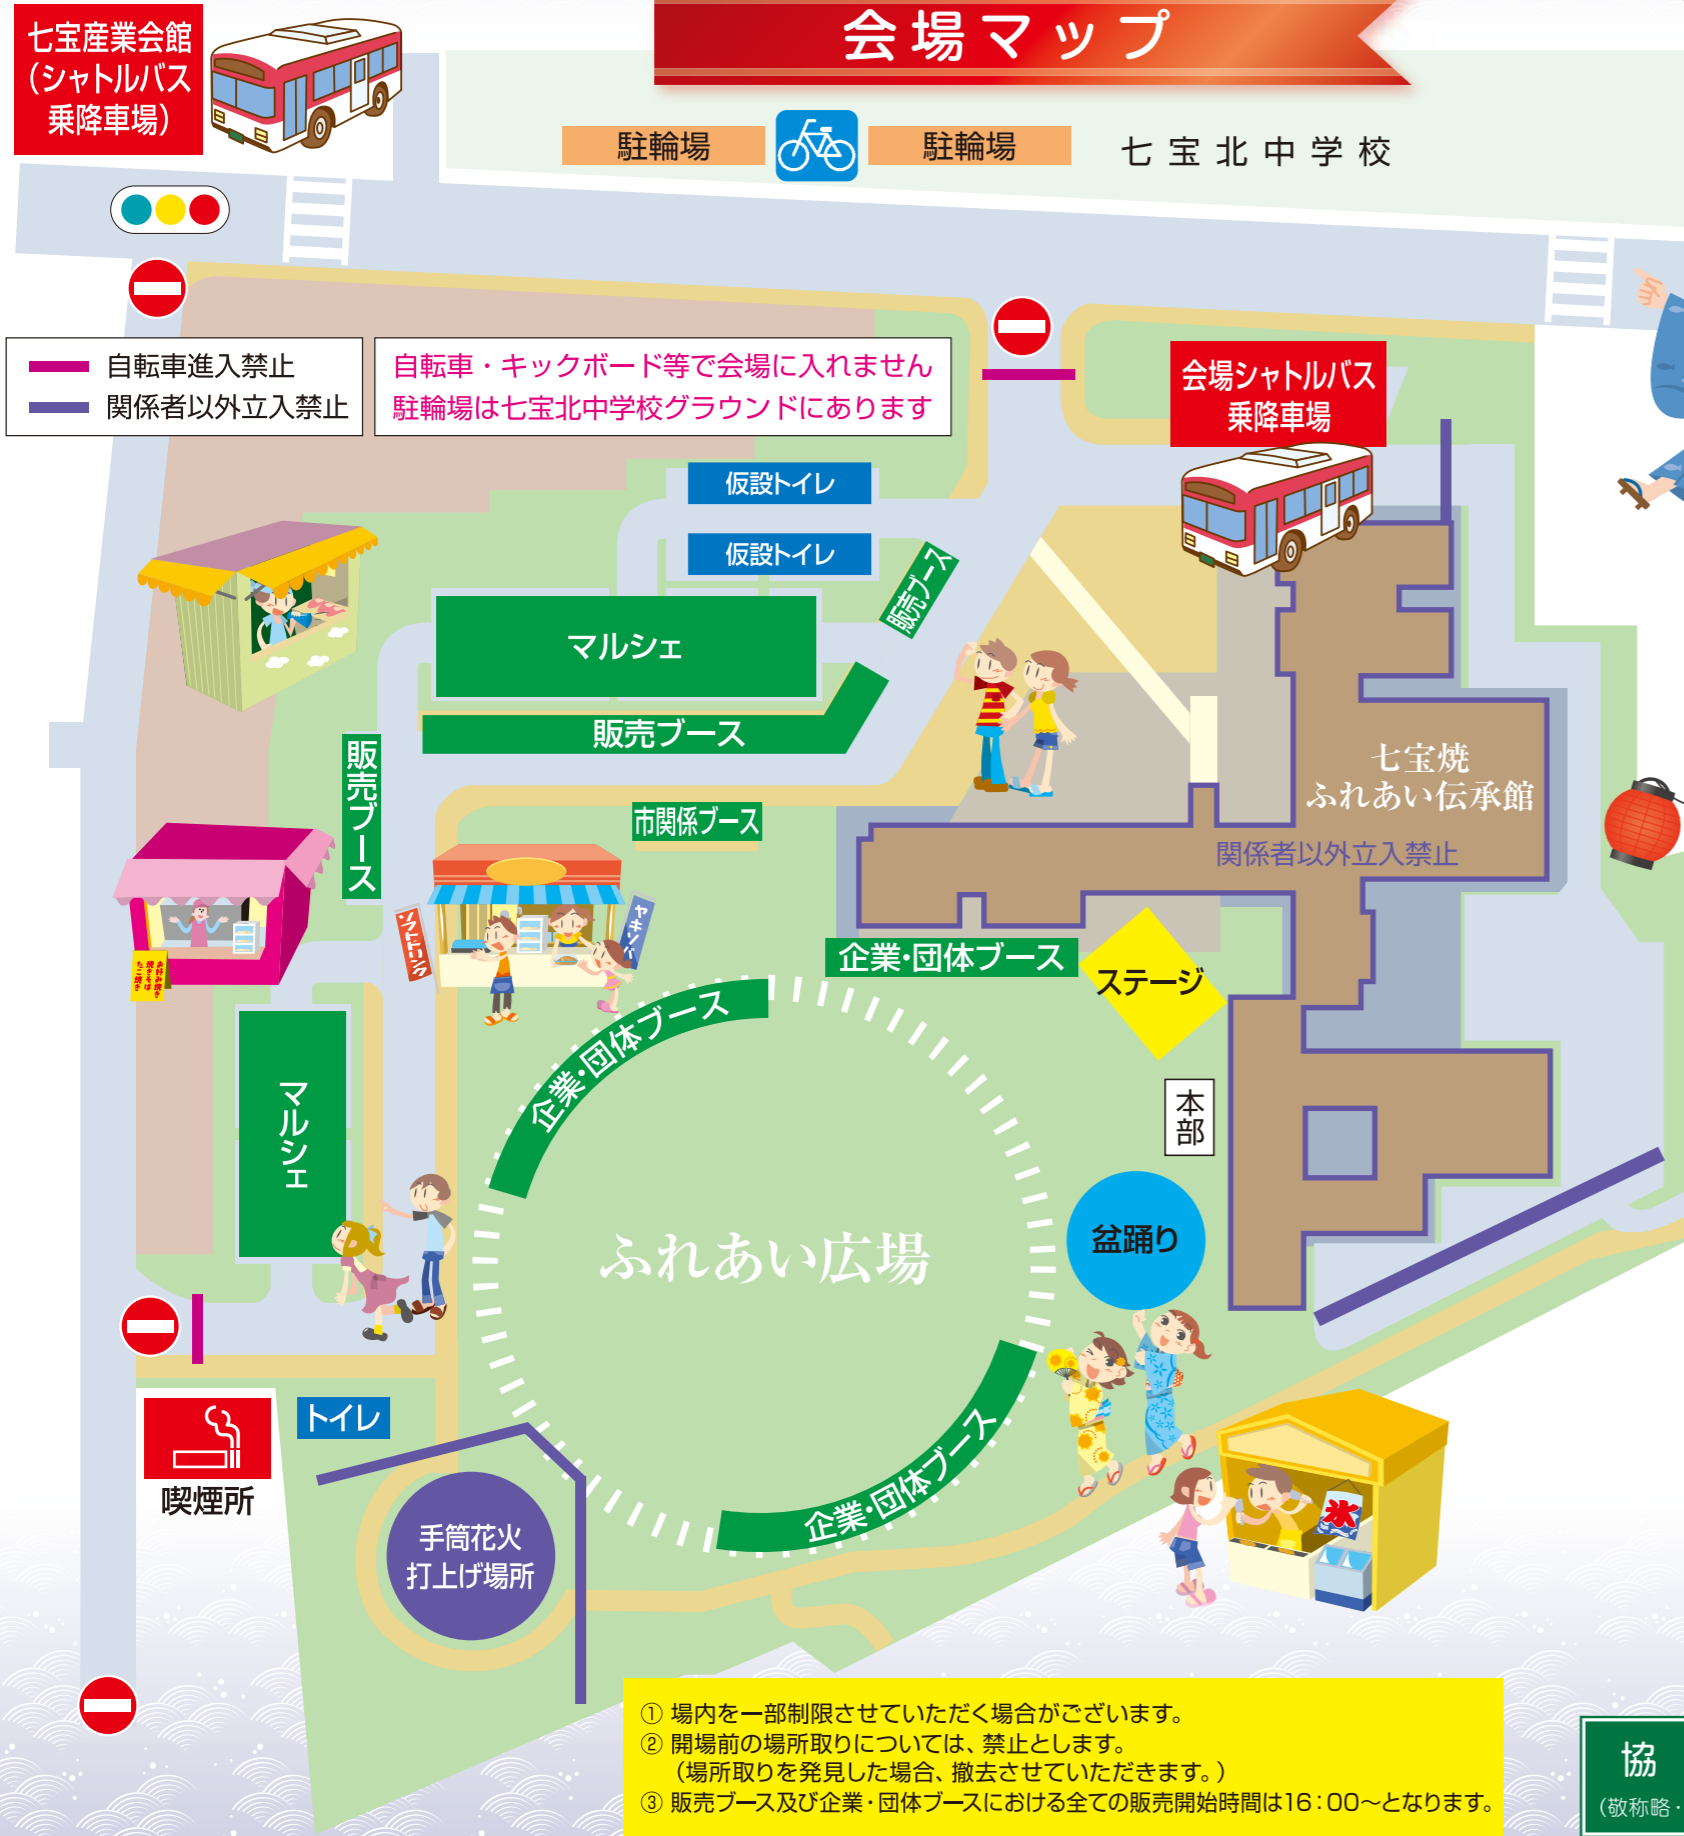 会場マップ
七宝産業会館
（シャトルバス
乗降車場）
駐輪場
駐輪場
七宝北中学校
自転車進入禁止
関係者以外立入禁止
自転車・キックボード等で会場に入れません
駐輪場は七宝北中学校グラウンドにあります
会場シャトルバス
乗降車場
仮設トイレ
仮設トイレ
販売ブース
マルシェ
販売ブース
販売ブース
市関係ブース
七宝焼
ふれあい伝承館
関係者以外立入禁止
ソフトドリンク
ヤキソバ
お好み焼き
焼きそば
たこ焼き
企業・団体ブース
ステージ
企業・団体ブース
マルシェ
本部
盆踊り
ふれあい広場
企業・団体ブース
トイレ
喫煙所
手筒花火
打上げ場所
氷
① 場内を一部制限させていただく場合がございます。
② 開場前の場所取りについては、禁止とします。
（場所取りを発見した場合、撤去させていただきます。）
③ 販売ブース及び企業・団体ブースにおける全ての販売開始時間は16：00～となります。
協
（敬称略・